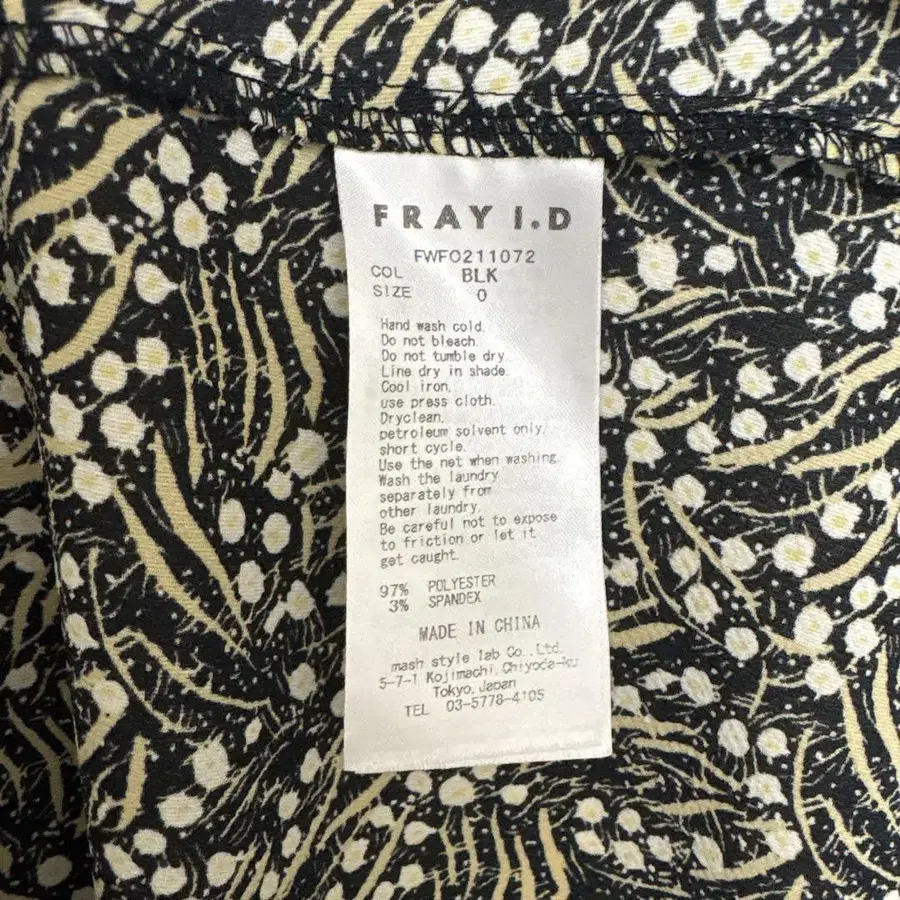 FRAY I.D
FWFO211072
COL BLK
SIZE 0
Hand wash cold.
Do not bleach.
Do not tumble dry.
Line dry in shade.
Cool iron.
use press cloth.
Dryclean.
petroleum solvent only.
short cycle.
Use the net when washing.
Wash the laundry
separately from
other laundry.
Be careful not to expose
to friction or let it
get caught.
97% POLYESTER
3% SPANDEX
MADE IN CHINA
mash style lab Co.,Ltd.
5-7-1 Kojimachi,Chiyoda-ku
Tokyo,Japan
TEL 03-5778-4105